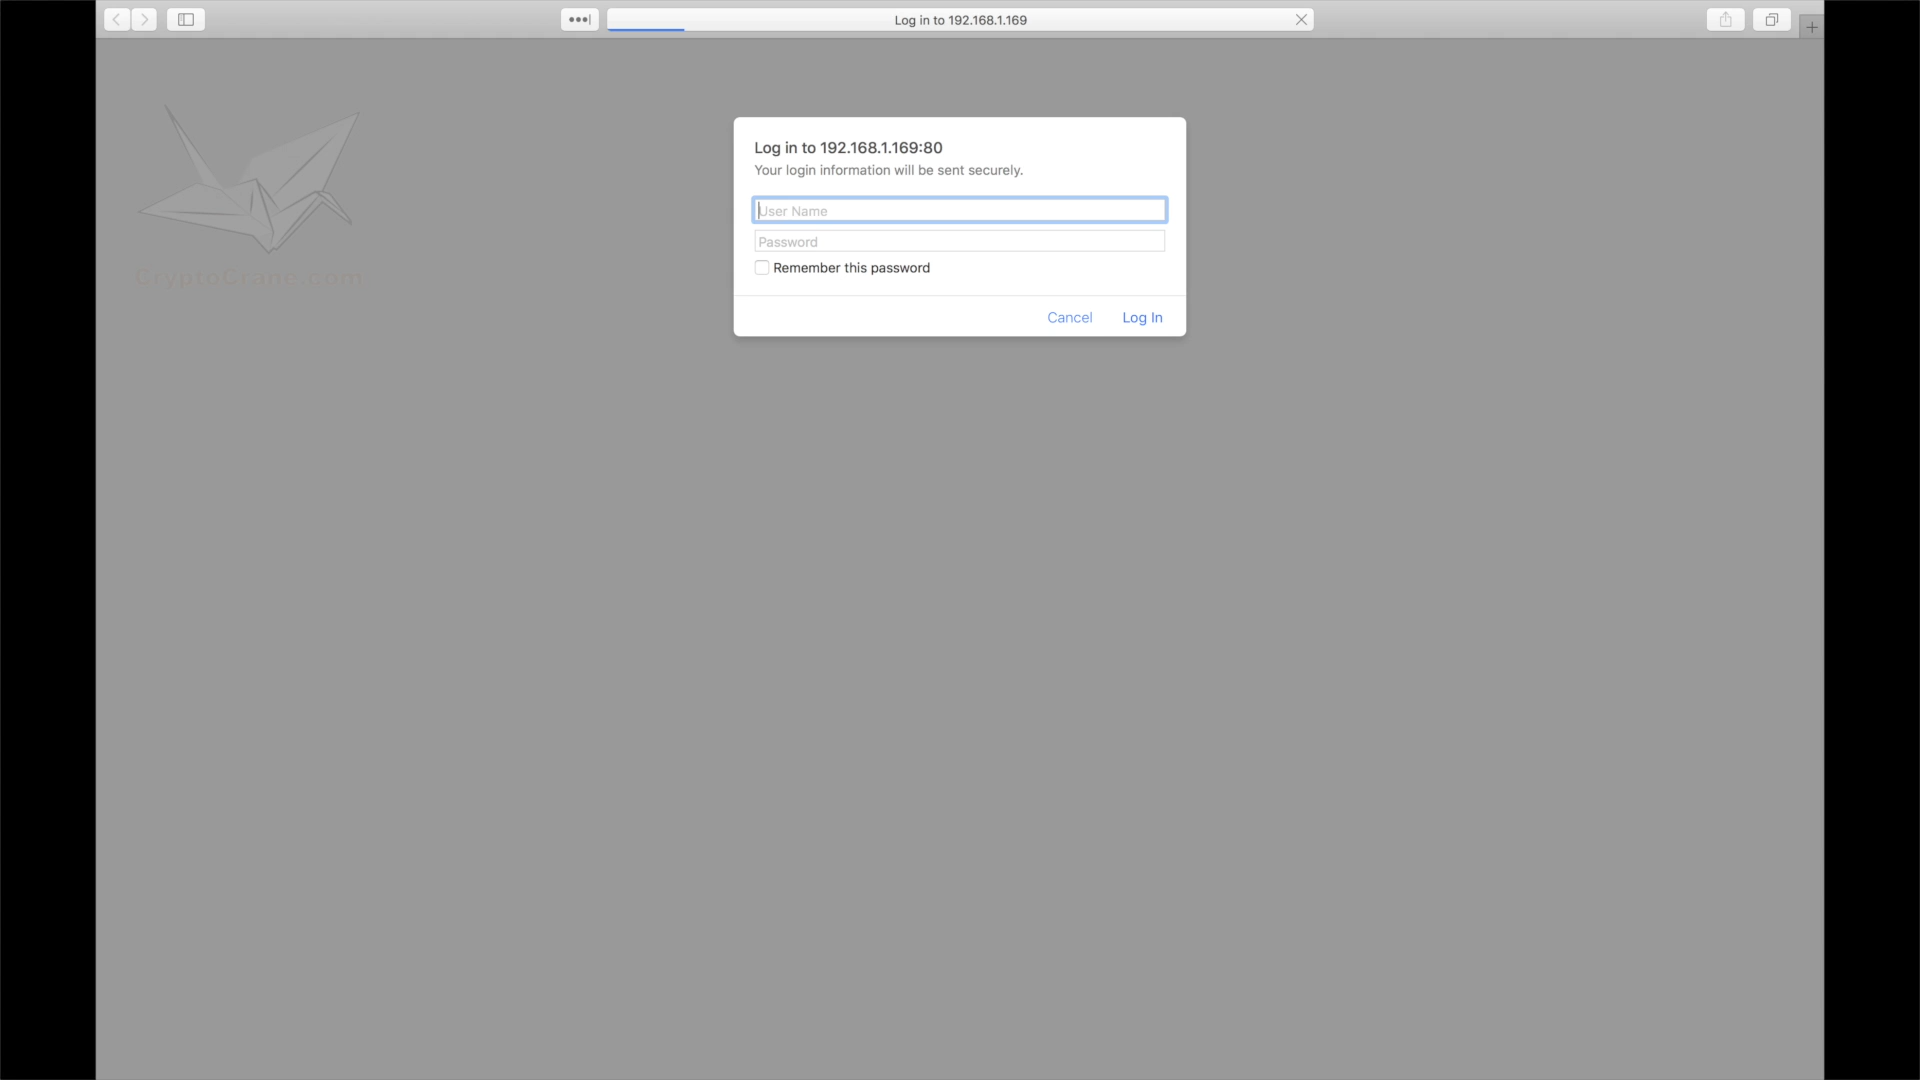 Log in to 192.168.1.169
CryptoCrane.com
Log in to 192.168.1.169:80
Your login information will be sent securely.
User Name
Password
Remember this password
Cancel
Log In